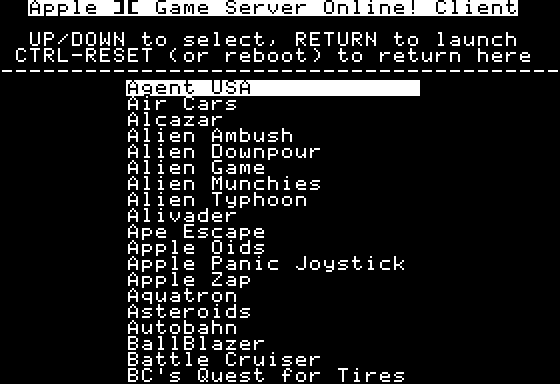 Apple ][ Game Server Online! Client
UP/DOWN to select, RETURN to launch
CTRL-RESET (or reboot) to return here
Agent USA
Air Cars
Alcazar
Alien Ambush
Alien Downpour
Alien Game
Alien Munchies
Alien Typhoon
Alivader
Ape Escape
Apple Oids
Apple Panic Joystick
Apple Zap
Aquatron
Asteroids
Autobahn
BallBlazer
Battle Cruiser
BC's Quest for Tires